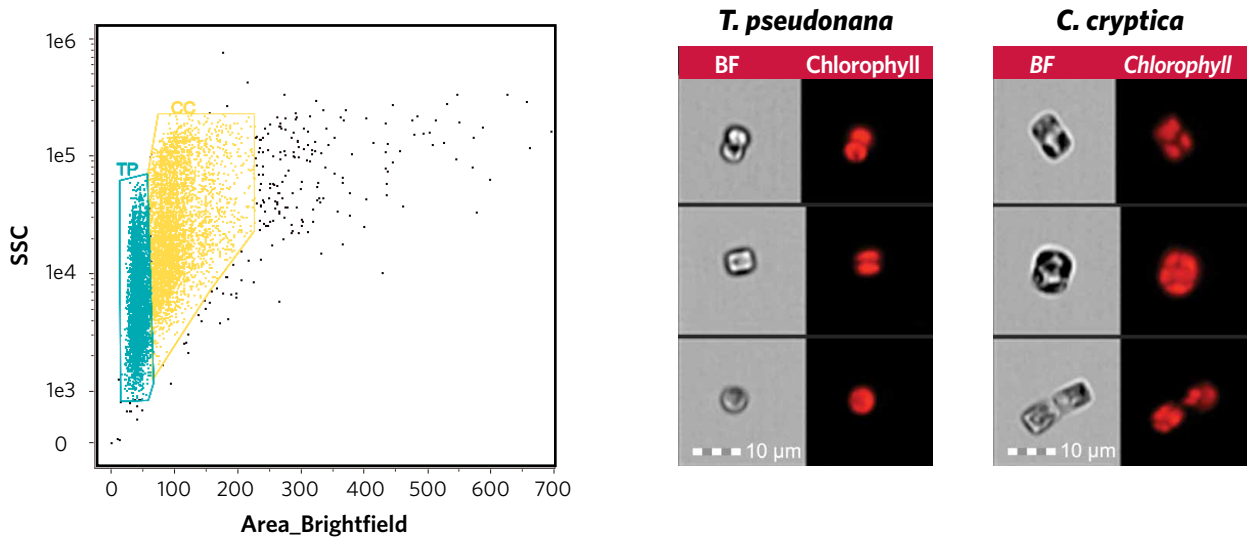 SSC
1e6
1e5
1e4
1e3
0
CC
TP
0 100 200 300 400 500 600 700
Area_Brightfield
T. pseudonana
BF Chlorophyll
10 µm
C. cryptica
BF Chlorophyll
10 µm